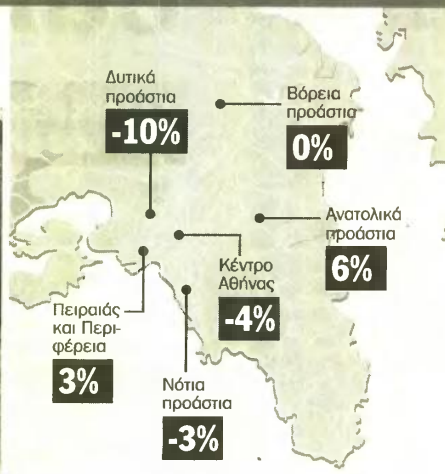 Δυτικά
προάστια
-10%
Βόρεια
προάστια
0%
Ανατολικά
προάστια
6%
Κέντρο
Αθήνας
-4%
Πειραιάς
και Περι-
φέρεια
3%
Νότια
προάστια
-3%